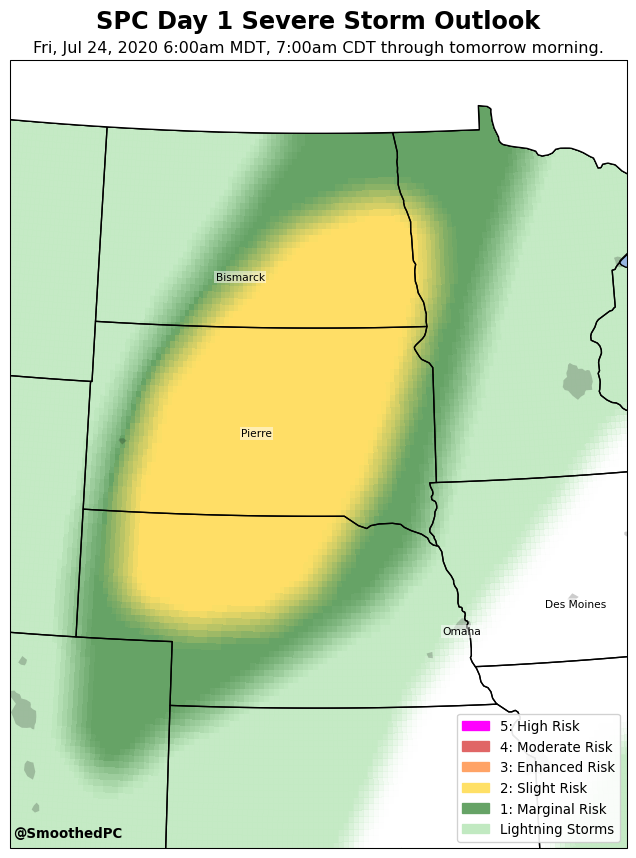 SPC Day 1 Severe Storm Outlook
Fri, Jul 24, 2020 6:00am MDT, 7:00am CDT through tomorrow morning.
Bismarck
Pierre
Des Moines
Omaha
5: High Risk
4: Moderate Risk
3: Enhanced Risk
2: Slight Risk
1: Marginal Risk
Lightning Storms
@SmoothedPC